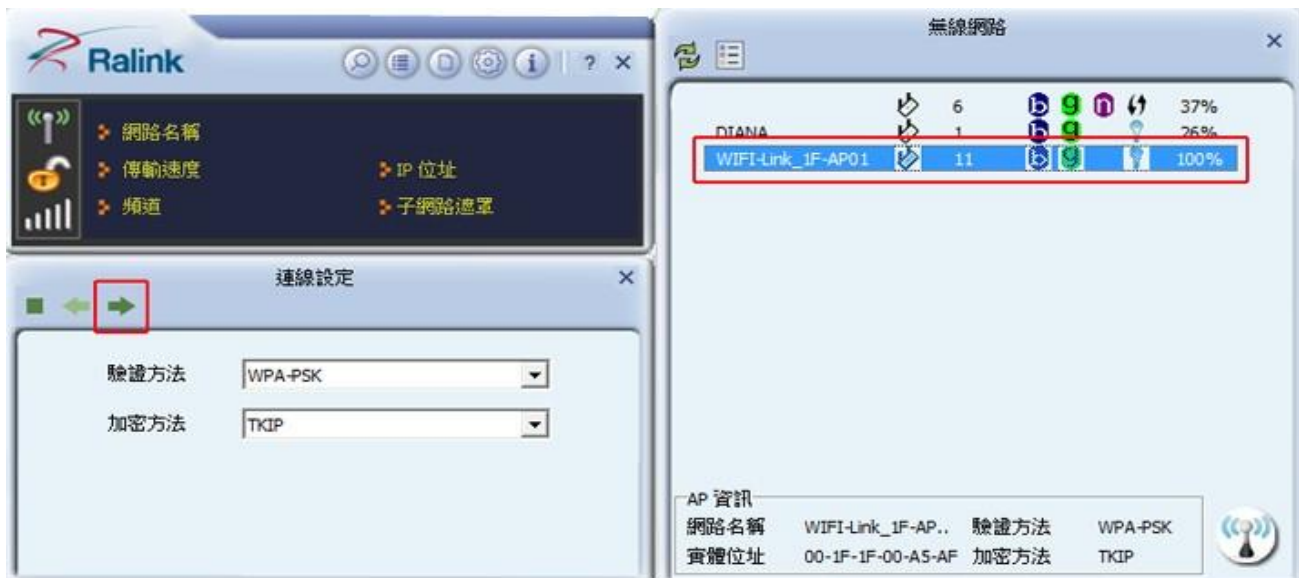 Ralink
? ×
網路名稱
傳輸速度
IP 位址
頻道
子網路遮罩
連線設定
×
驗證方法 WPA-PSK
加密方法 TKIP
無線網路
×
6 b g n 37%
DIANA 1 b g 26%
WIFI-Link_1F-AP01 11 b g 100%
AP 資訊
網路名稱 WIFI-Link_1F-AP.. 驗證方法 WPA-PSK
實體位址 00-1F-1F-00-A5-AF 加密方法 TKIP